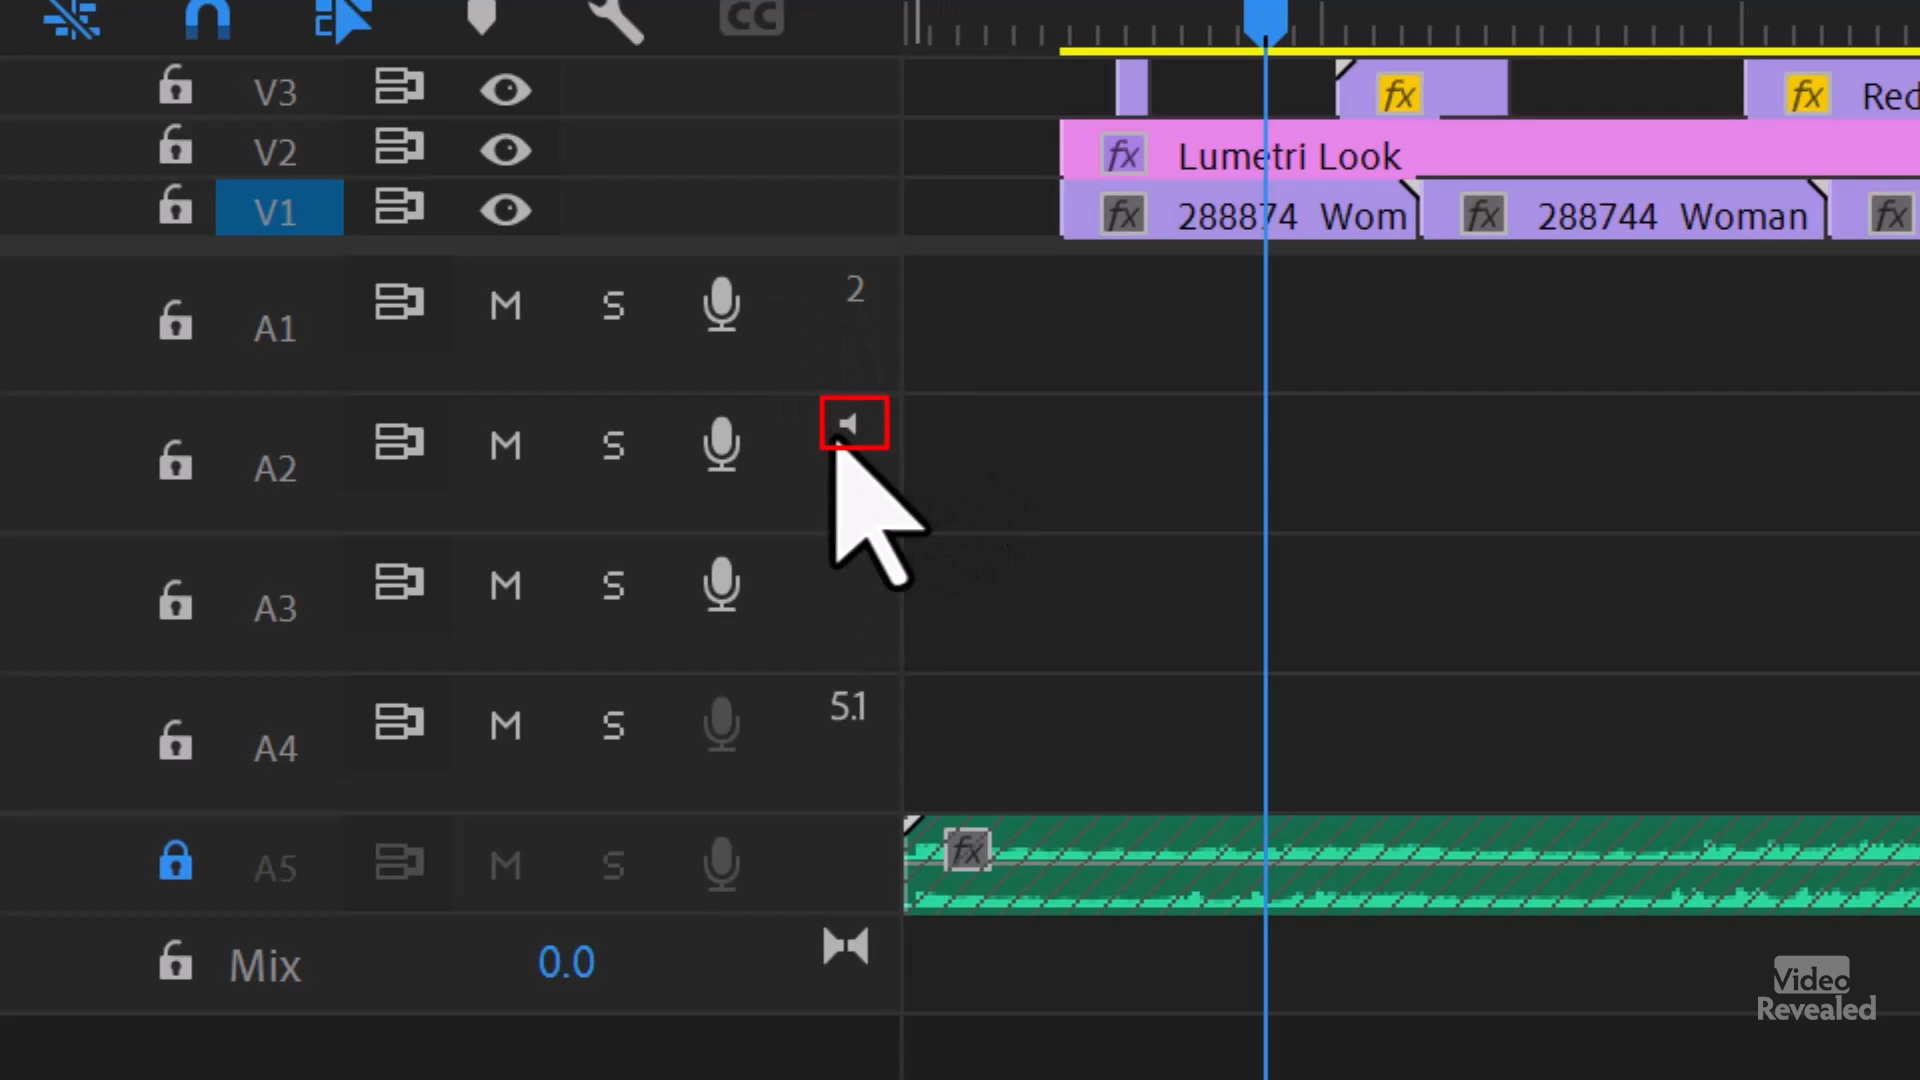 CC
V3
fx
fx Red
V2
fx Lumetri Look
V1
fx 288874 Wom
fx 288744 Woman
fx
A1 M S 2
A2 M S
A3 M S
A4 M S 5.1
A5 M S
fx
Mix 0.0
Video
Revealed